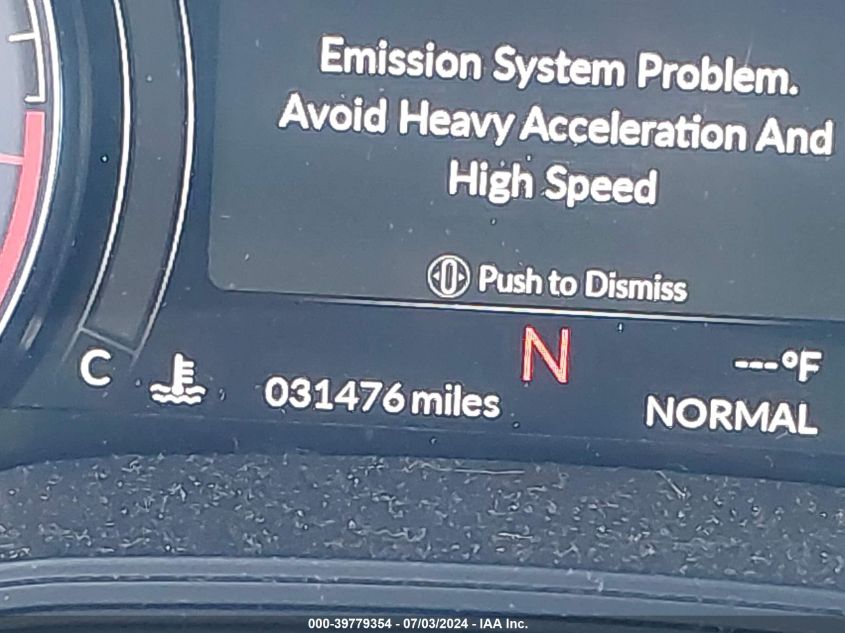 Emission System Problem.
Avoid Heavy Acceleration And
High Speed
Push to Dismiss
N
C
---°F
031476 miles
NORMAL
000-39779354 - 07/03/2024 - IAA Inc.